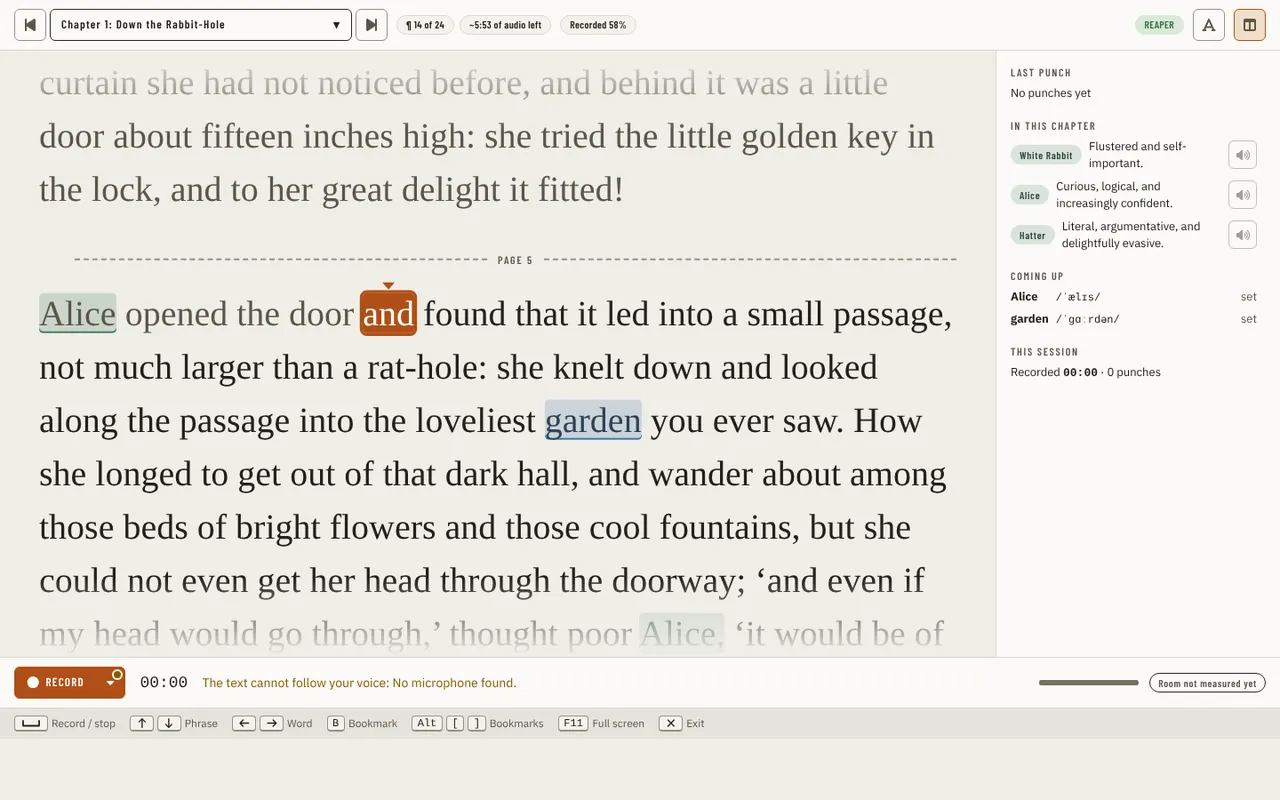 Chapter 1: Down the Rabbit-Hole ▼ ¶ 14 of 24 ~5:53 of audio left Recorded 58% REAPER A
curtain she had not noticed before, and behind it was a little
door about fifteen inches high: she tried the little golden key in
the lock, and to her great delight it fitted!
PAGE 5
Alice opened the door and found that it led into a small passage,
not much larger than a rat-hole: she knelt down and looked
along the passage into the loveliest garden you ever saw. How
she longed to get out of that dark hall, and wander about among
those beds of bright flowers and those cool fountains, but she
could not even get her head through the doorway; ‘and even if
my head would go through,’ thought poor Alice, ‘it would be of
LAST PUNCH
No punches yet
IN THIS CHAPTER
White Rabbit Flustered and self-
important.
Alice Curious, logical, and
increasingly confident.
Hatter Literal, argumentative, and
delightfully evasive.
COMING UP
Alice /ˈælɪs/ set
garden /ˈɡɑːrdən/ set
THIS SESSION
Recorded 00:00 · 0 punches
RECORD 00:00 The text cannot follow your voice: No microphone found. Room not measured yet
Record / stop ↑ ↓ Phrase ← → Word B Bookmark Alt [ ] Bookmarks F11 Full screen ✕ Exit